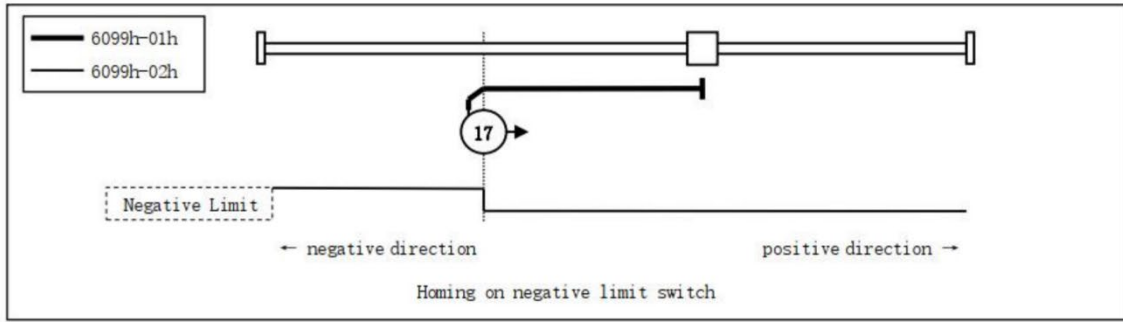 6099h-01h
6099h-02h
17
Negative Limit
← negative direction
positive direction →
Homing on negative limit switch